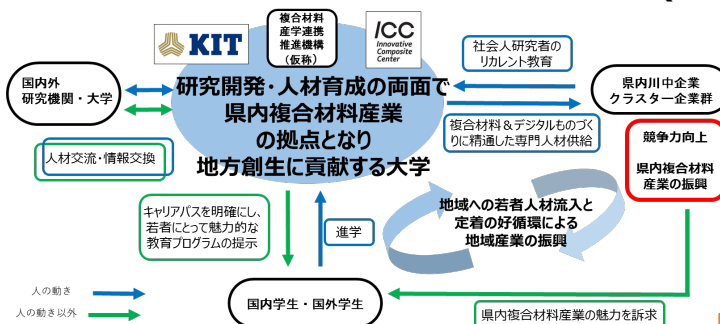 KIT
複合材料
産学連携
推進機構
(仮称)
ICC
Innovative
Composite
Center
社会人研究者の
リカレント教育
国内外
研究機関・大学
研究開発・人材育成の両面で
県内複合材料産業
の拠点となり
地方創生に貢献する大学
県内川中企業
クラスター企業群
複合材料&デジタルものづく
りに精通した専門人材供給
人材交流・情報交換
競争力向上
県内複合材料
産業の振興
キャリアパスを明確にし、
若者にとって魅力的な
教育プログラムの提示
進学
地域への若者人材流入と
定着の好循環による
地域産業の振興
人の動き
人の動き以外
国内学生・国外学生
県内複合材料産業の魅力を訴求